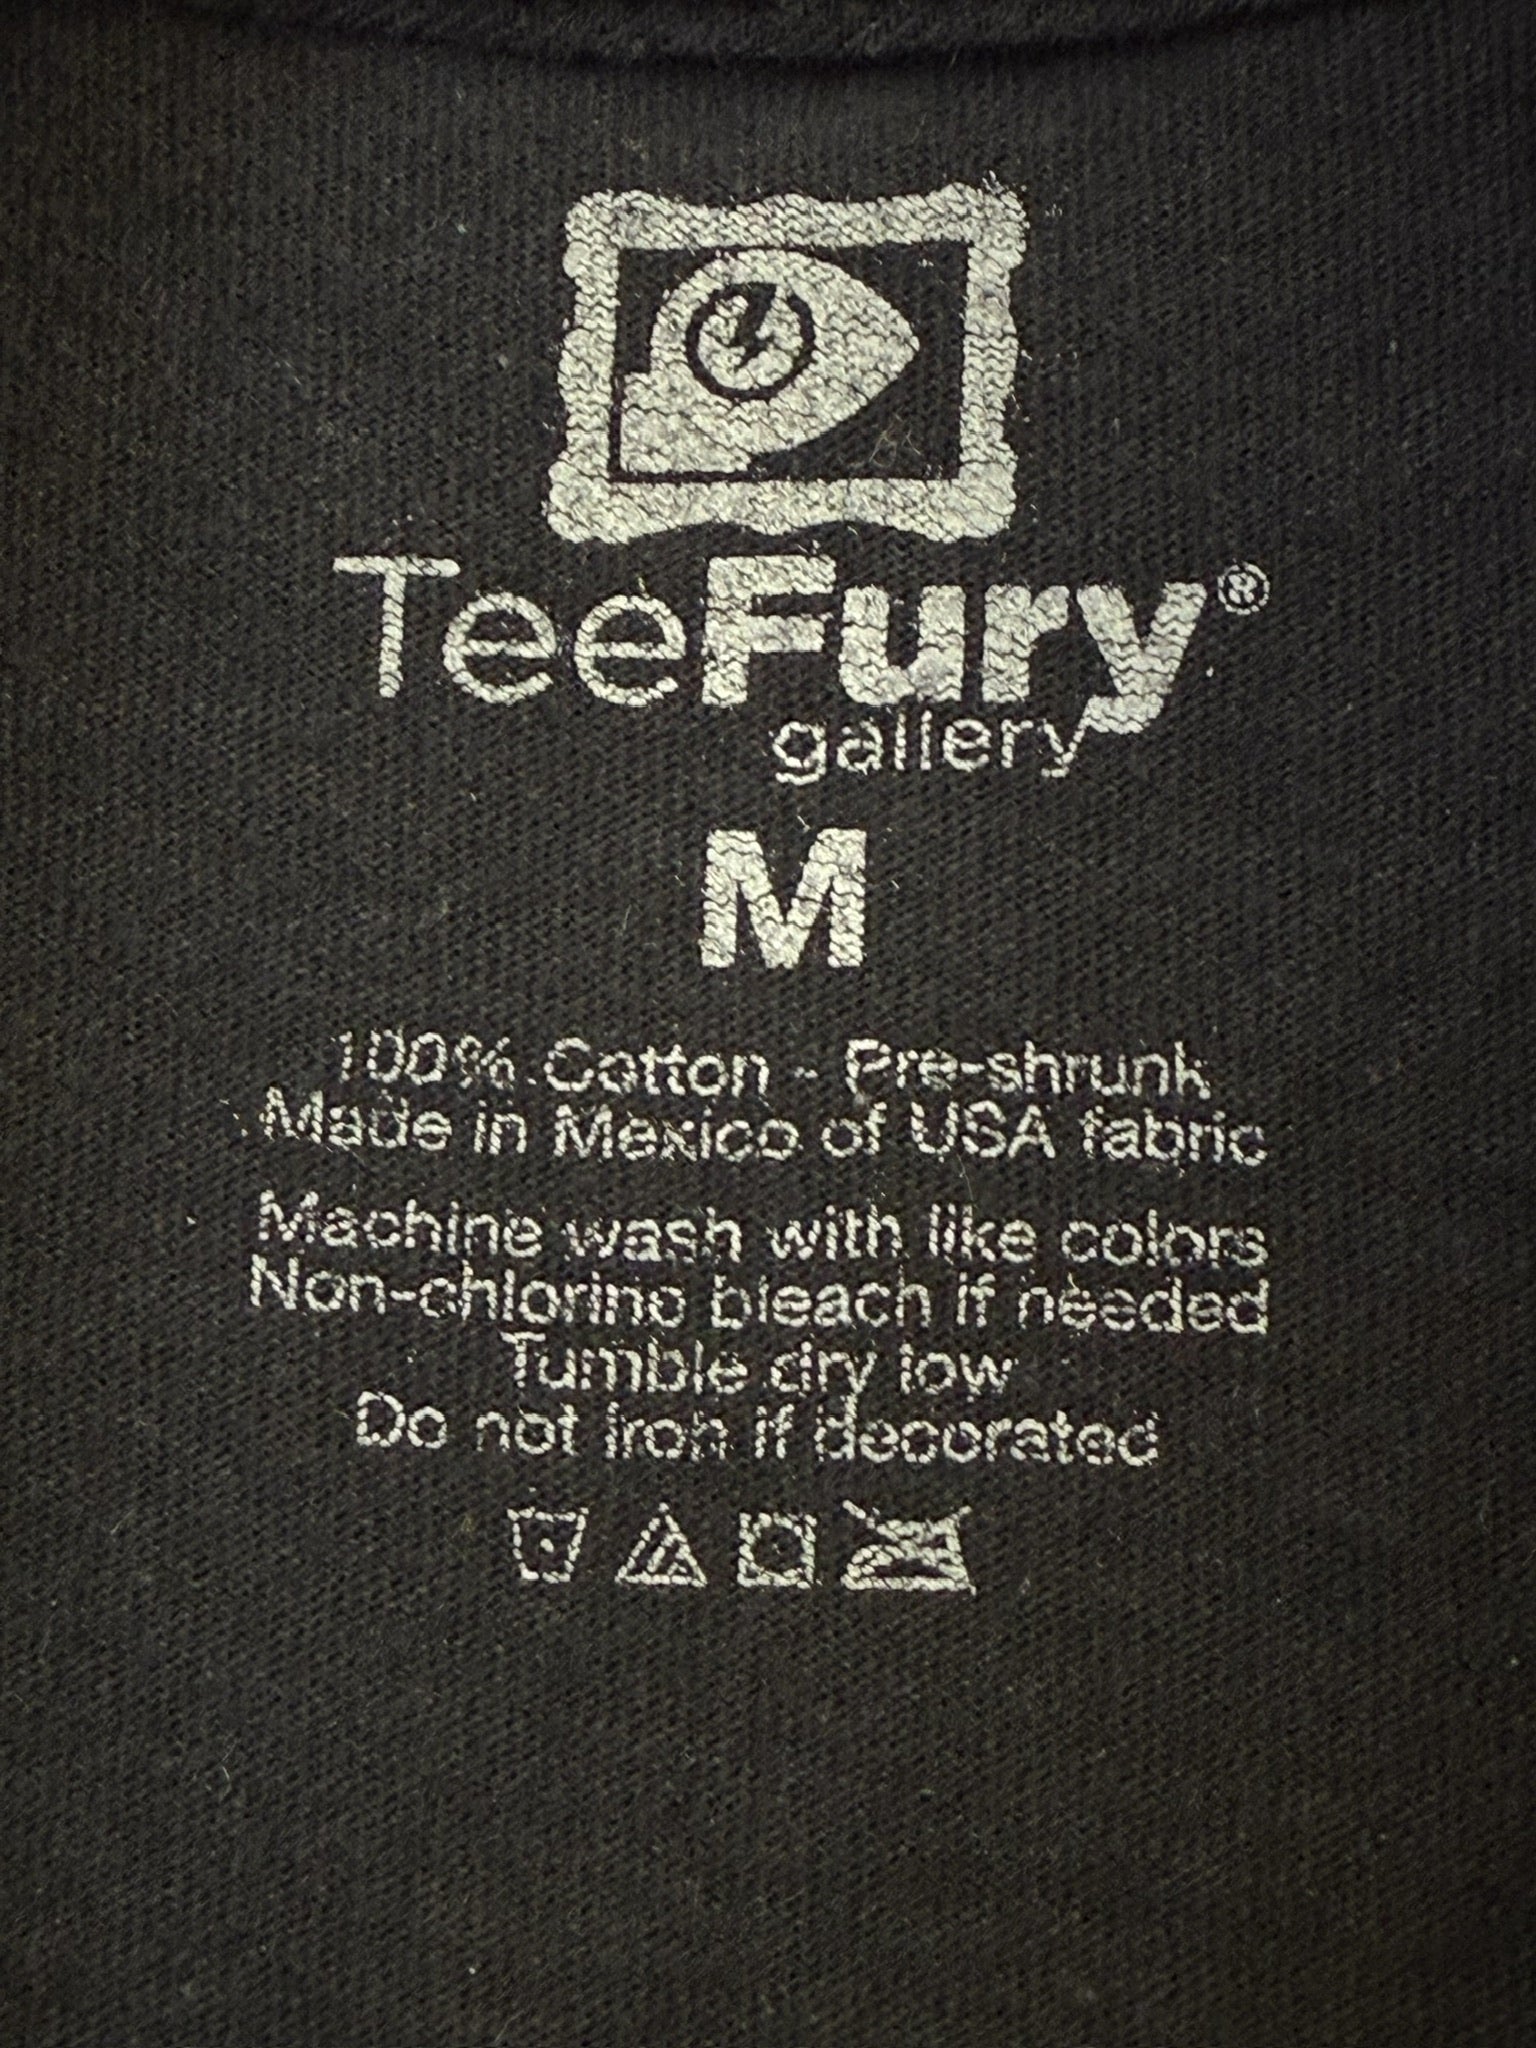 TeeFury®
gallery
M
100% Cotton - Pre-shrunk
Made in Mexico of USA fabric
Machine wash with like colors
Non-chlorine bleach if needed
Tumble dry low
Do not iron if decorated